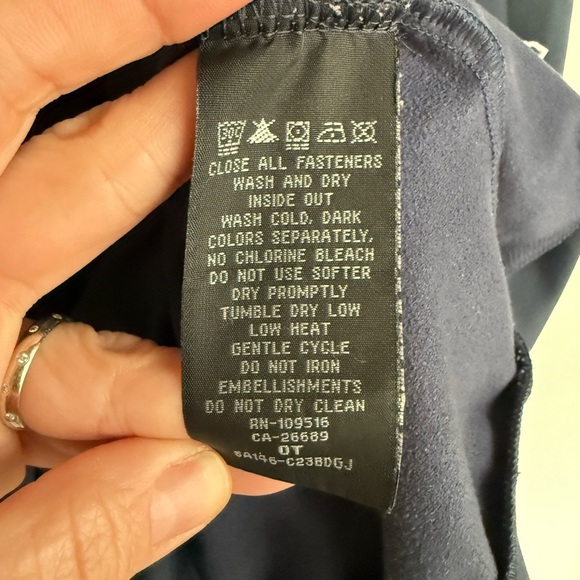 30C
CLOSE ALL FASTENERS
WASH AND DRY
INSIDE OUT
WASH COLD, DARK
COLORS SEPARATELY,
NO CHLORINE BLEACH
DO NOT USE SOFTER
DRY PROMPTLY
TUMBLE DRY LOW
LOW HEAT
GENTLE CYCLE
DO NOT IRON
EMBELLISHMENTS
DO NOT DRY CLEAN
RN-109516
CA-26689
OT